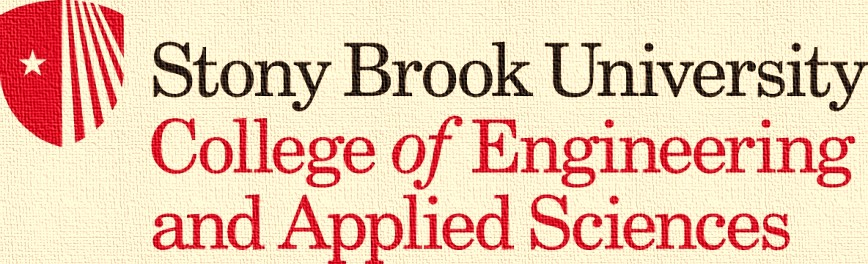 Stony Brook University
College of Engineering
and Applied Sciences